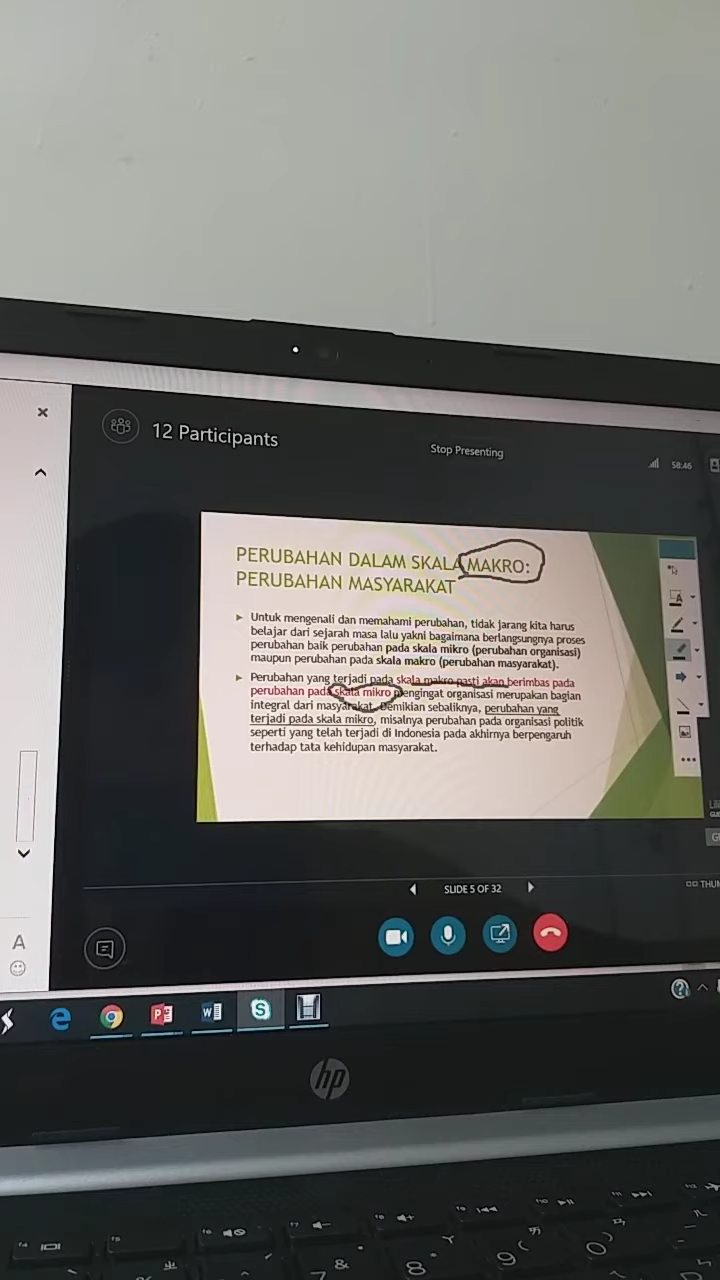 12 Participants
Stop Presenting
58:46
PERUBAHAN DALAM SKALA MAKRO:
PERUBAHAN MASYARAKAT
Untuk mengenali dan memahami perubahan, tidak jarang kita harus
belajar dari sejarah masa lalu yakni bagaimana berlangsungnya proses
perubahan baik perubahan pada skala mikro (perubahan organisasi)
maupun perubahan pada skala makro (perubahan masyarakat).
Perubahan yang terjadi pada skala makro pasti akan berimbas pada
perubahan pada skala mikro mengingat organisasi merupakan bagian
integral dari masyarakat. Demikian sebaliknya, perubahan yang
terjadi pada skala mikro, misalnya perubahan pada organisasi politik
seperti yang telah terjadi di Indonesia pada akhirnya berpengaruh
terhadap tata kehidupan masyarakat.
SLIDE 5 OF 32
THUM
A
hp
&
7
8
9
0